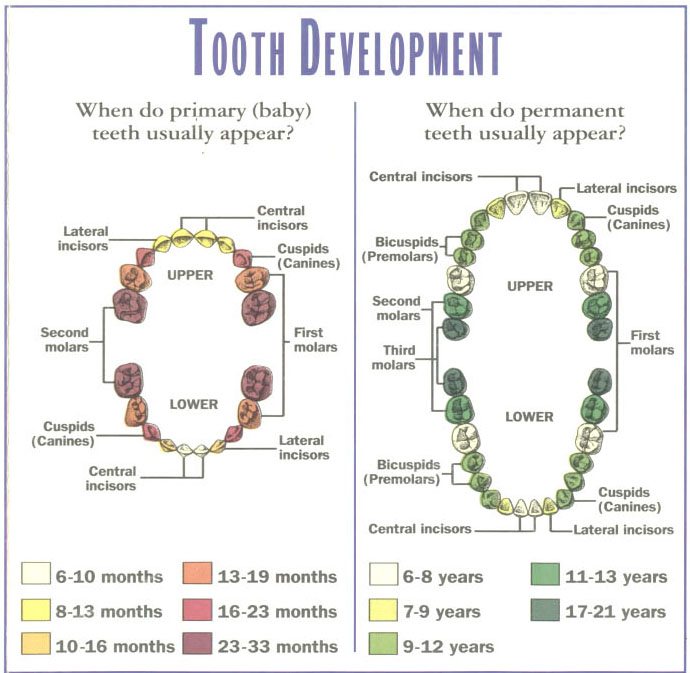 TOOTH DEVELOPMENT
When do primary (baby)
teeth usually appear?
Central
incisors
Lateral
incisors
Cuspids
(Canines)
UPPER
Second
molars
First
molars
LOWER
Cuspids
(Canines)
Lateral
incisors
Central
incisors
6-10 months
13-19 months
8-13 months
16-23 months
10-16 months
23-33 months
When do permanent
teeth usually appear?
Central incisors
Lateral incisors
Cuspids
(Canines)
Bicuspids
(Premolars)
UPPER
Second
molars
First
molars
Third
molars
LOWER
Bicuspids
(Premolars)
Cuspids
(Canines)
Central incisors
Lateral incisors
6-8 years
11-13 years
7-9 years
17-21 years
9-12 years